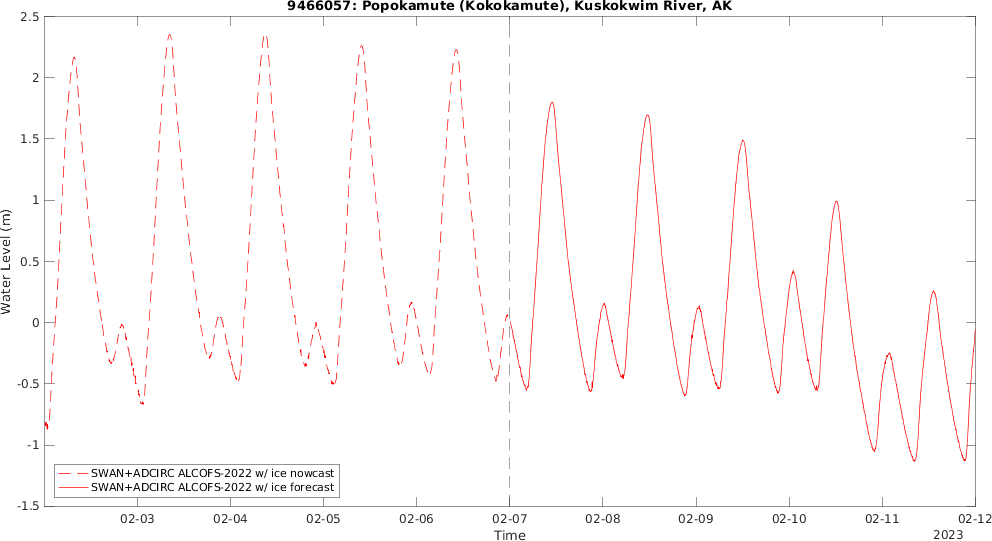 9466057: Popokamute (Kokokamute), Kuskokwim River, AK
2.5
2
1.5
1
0.5
0
-0.5
-1
-1.5
Water Level (m)
SWAN+ADCIRC ALCOFS-2022 w/ ice nowcast
SWAN+ADCIRC ALCOFS-2022 w/ ice forecast
02-03 02-04 02-05 02-06 02-07 02-08 02-09 02-10 02-11 02-12
Time
2023